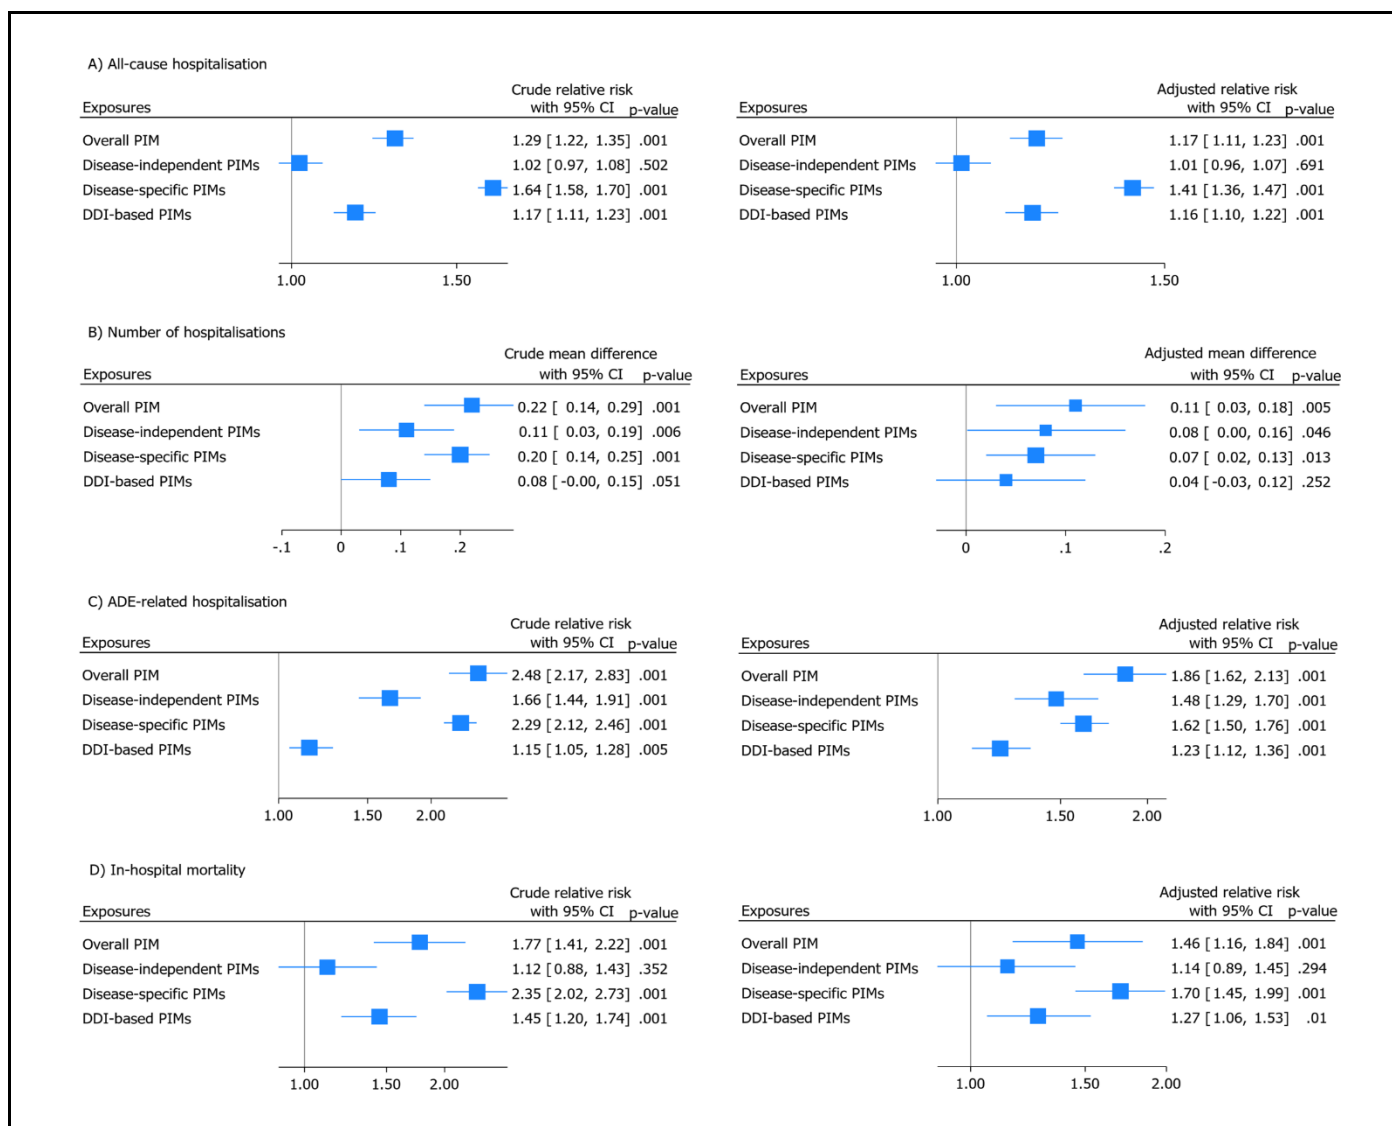 A) All-cause hospitalisation
Crude relative risk
Exposures with 95% CI p-value
Overall PIM 1.29 [ 1.22, 1.35] .001
Disease-independent PIMs 1.02 [ 0.97, 1.08] .502
Disease-specific PIMs 1.64 [ 1.58, 1.70] .001
DDI-based PIMs 1.17 [ 1.11, 1.23] .001
1.00 1.50
Adjusted relative risk
Exposures with 95% CI p-value
Overall PIM 1.17 [ 1.11, 1.23] .001
Disease-independent PIMs 1.01 [ 0.96, 1.07] .691
Disease-specific PIMs 1.41 [ 1.36, 1.47] .001
DDI-based PIMs 1.16 [ 1.10, 1.22] .001
1.00 1.50
B) Number of hospitalisations
Crude mean difference
Exposures with 95% CI p-value
Overall PIM 0.22 [ 0.14, 0.29] .001
Disease-independent PIMs 0.11 [ 0.03, 0.19] .006
Disease-specific PIMs 0.20 [ 0.14, 0.25] .001
DDI-based PIMs 0.08 [ -0.00, 0.15] .051
-.1 0 .1 .2
Adjusted mean difference
Exposures with 95% CI p-value
Overall PIM 0.11 [ 0.03, 0.18] .005
Disease-independent PIMs 0.08 [ 0.00, 0.16] .046
Disease-specific PIMs 0.07 [ 0.02, 0.13] .013
DDI-based PIMs 0.04 [ -0.03, 0.12] .252
0 .1 .2
C) ADE-related hospitalisation
Crude relative risk
Exposures with 95% CI p-value
Overall PIM 2.48 [ 2.17, 2.83] .001
Disease-independent PIMs 1.66 [ 1.44, 1.91] .001
Disease-specific PIMs 2.29 [ 2.12, 2.46] .001
DDI-based PIMs 1.15 [ 1.05, 1.28] .005
1.00 1.50 2.00
Adjusted relative risk
Exposures with 95% CI p-value
Overall PIM 1.86 [ 1.62, 2.13] .001
Disease-independent PIMs 1.48 [ 1.29, 1.70] .001
Disease-specific PIMs 1.62 [ 1.50, 1.76] .001
DDI-based PIMs 1.23 [ 1.12, 1.36] .001
1.00 1.50 2.00
D) In-hospital mortality
Crude relative risk
Exposures with 95% CI p-value
Overall PIM 1.77 [ 1.41, 2.22] .001
Disease-independent PIMs 1.12 [ 0.88, 1.43] .352
Disease-specific PIMs 2.35 [ 2.02, 2.73] .001
DDI-based PIMs 1.45 [ 1.20, 1.74] .001
1.00 1.50 2.00
Adjusted relative risk
Exposures with 95% CI p-value
Overall PIM 1.46 [ 1.16, 1.84] .001
Disease-independent PIMs 1.14 [ 0.89, 1.45] .294
Disease-specific PIMs 1.70 [ 1.45, 1.99] .001
DDI-based PIMs 1.27 [ 1.06, 1.53] .01
1.00 1.50 2.00